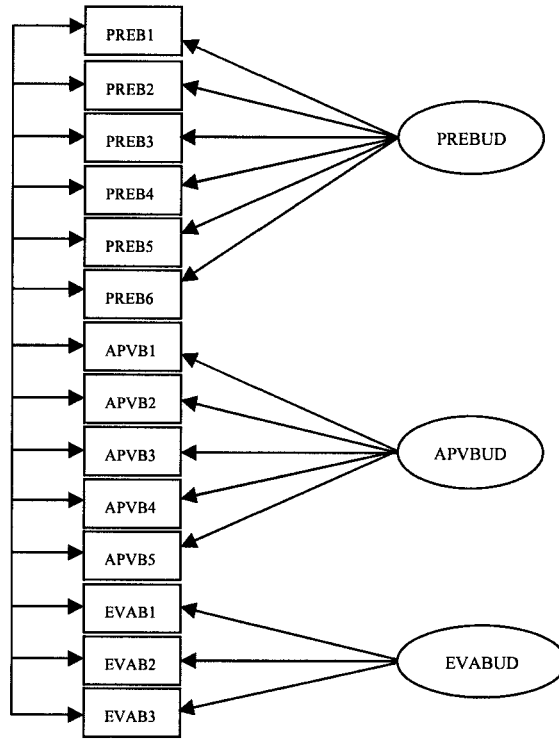 PREB1
PREB2
PREB3
PREB4
PREB5
PREB6
APVB1
APVB2
APVB3
APVB4
APVB5
EVAB1
EVAB2
EVAB3
PREBUD
APVBUD
EVABUD